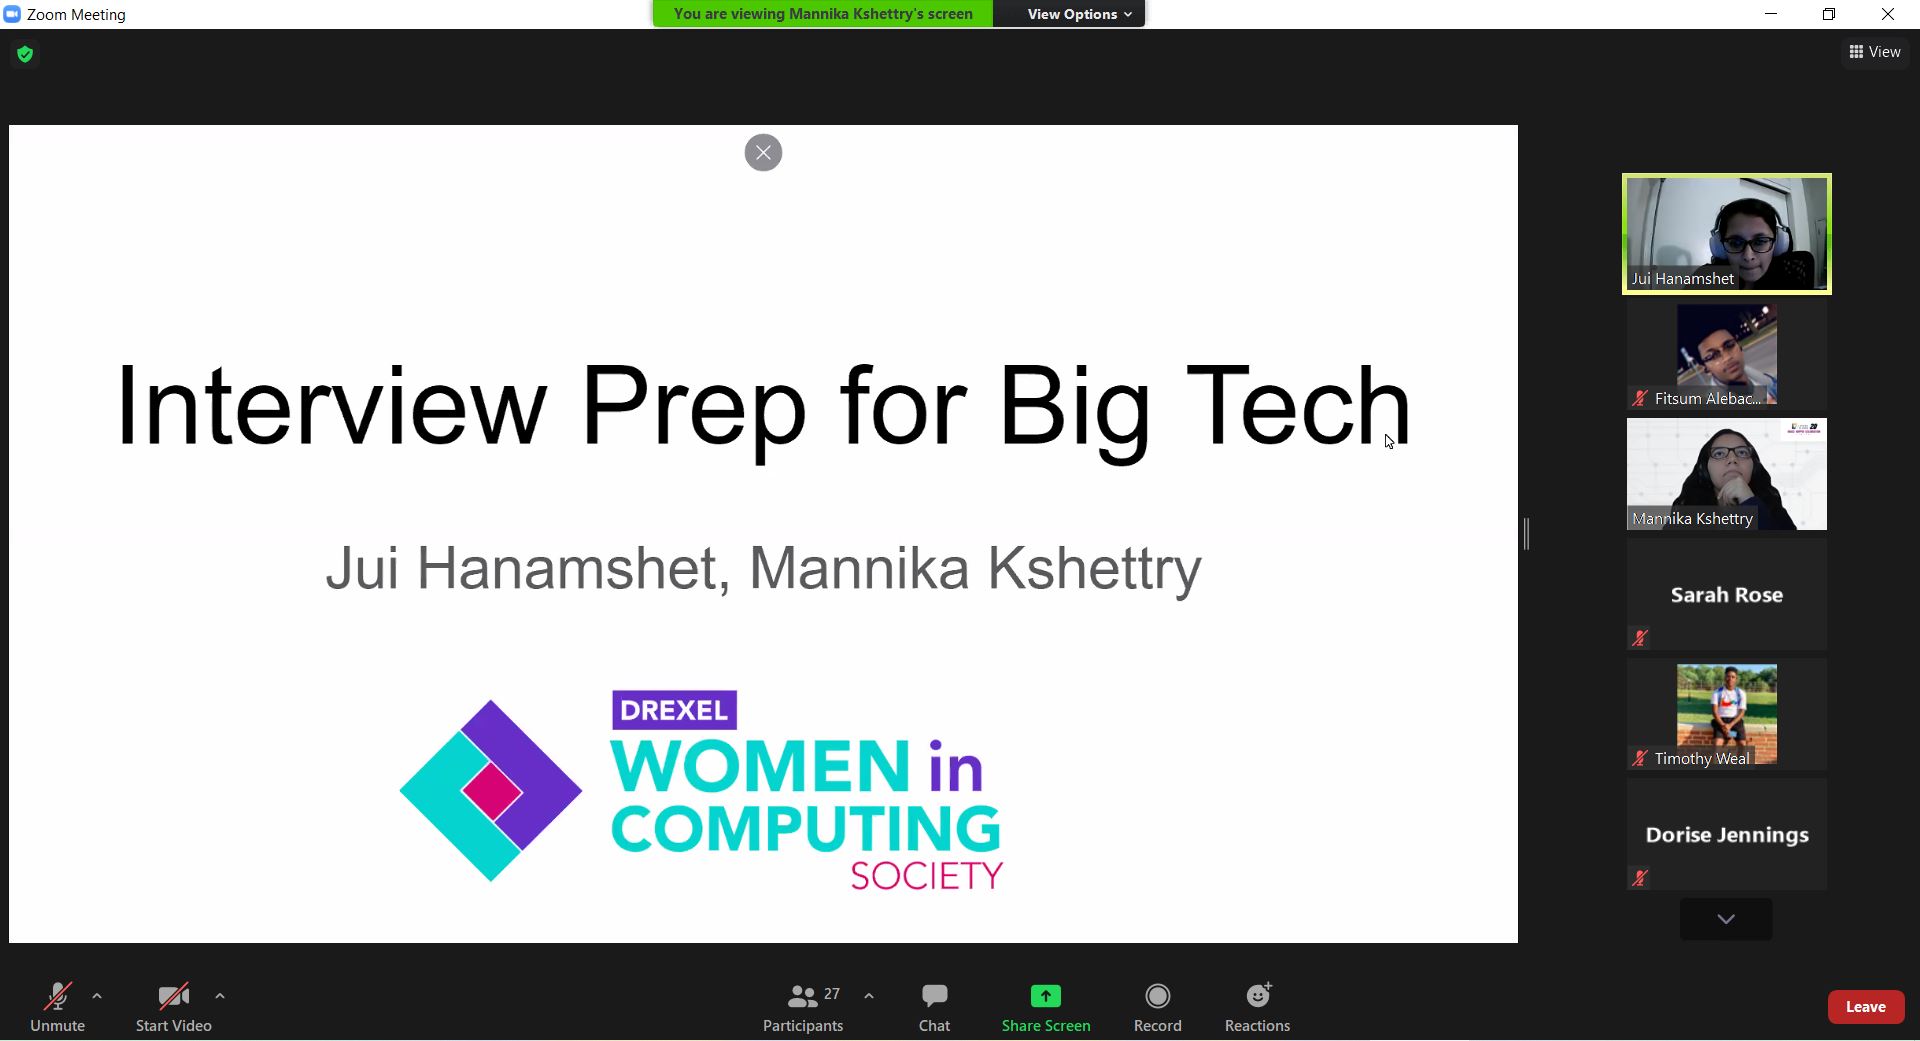 Zoom Meeting
You are viewing Mannika Kshettry's screen
View Options
View
Interview Prep for Big Tech
Jui Hanamshet, Mannika Kshettry
DREXEL
WOMEN in
COMPUTING
SOCIETY
Jui Hanamshet
Fitsum Alebac...
Mannika Kshettry
Sarah Rose
Timothy Weal
Dorise Jennings
Unmute
Start Video
27
Participants
Chat
Share Screen
Record
Reactions
Leave